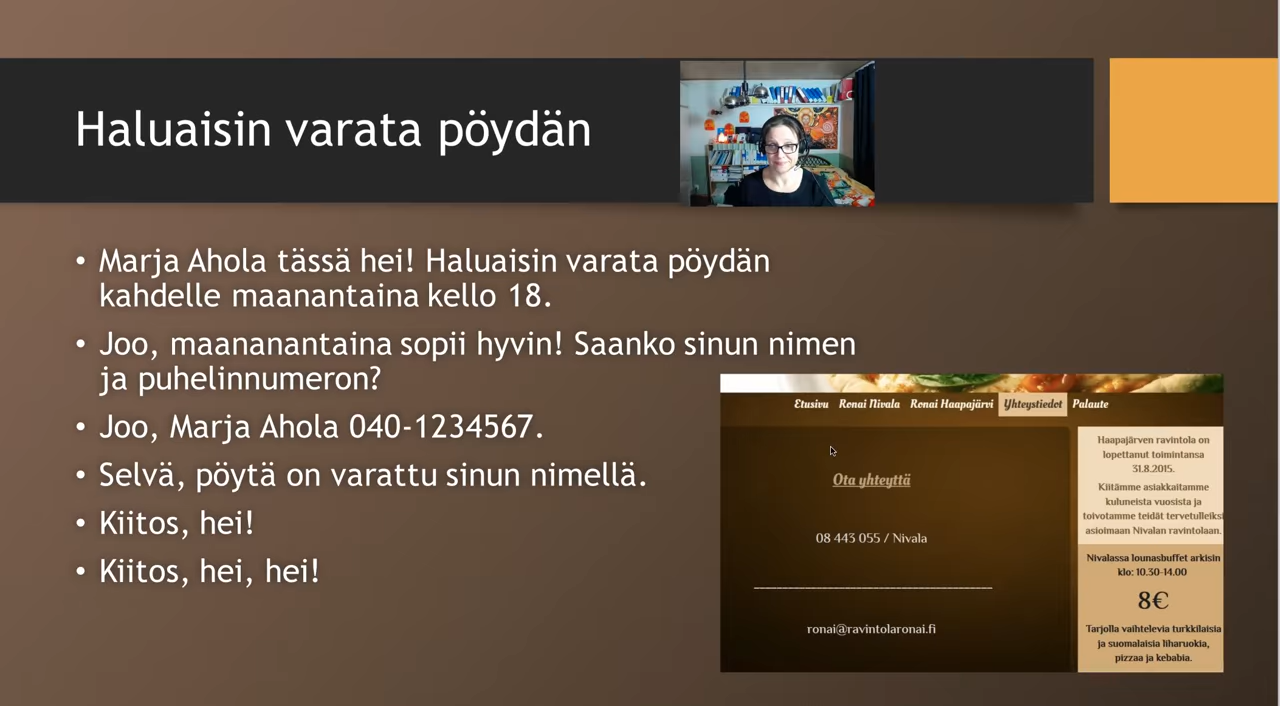 Haluaisin varata pöydän
• Marja Ahola tässä hei! Haluaisin varata pöydän
kahdelle maanantaina kello 18.
• Joo, maananantaina sopii hyvin! Saanko sinun nimen
ja puhelinnumeron?
• Joo, Marja Ahola 040-1234567.
• Selvä, pöytä on varattu sinun nimellä.
• Kiitos, hei!
• Kiitos, hei, hei!
Etusivu Ronai Nivala Ronai Haapajärvi Yhteystiedot Palaute
Ota yhteyttä
08 443 055 / Nivala
ronai@ravintolaronai.fi
Haapajärven ravintola on
lopettanut toimintansa
31.8.2015.
Kiitämme asiakkaitamme
kuluneista vuosista ja
toivotamme teidät tervetulleiksi
asioimaan Nivalan ravintolaan.
Nivalassa lounasbuffet arkisin
klo: 10.30-14.00
8€
Tarjolla vaihtelevia turkkilaisia
ja suomalaisia liharuokia,
pizzaa ja kebabia.